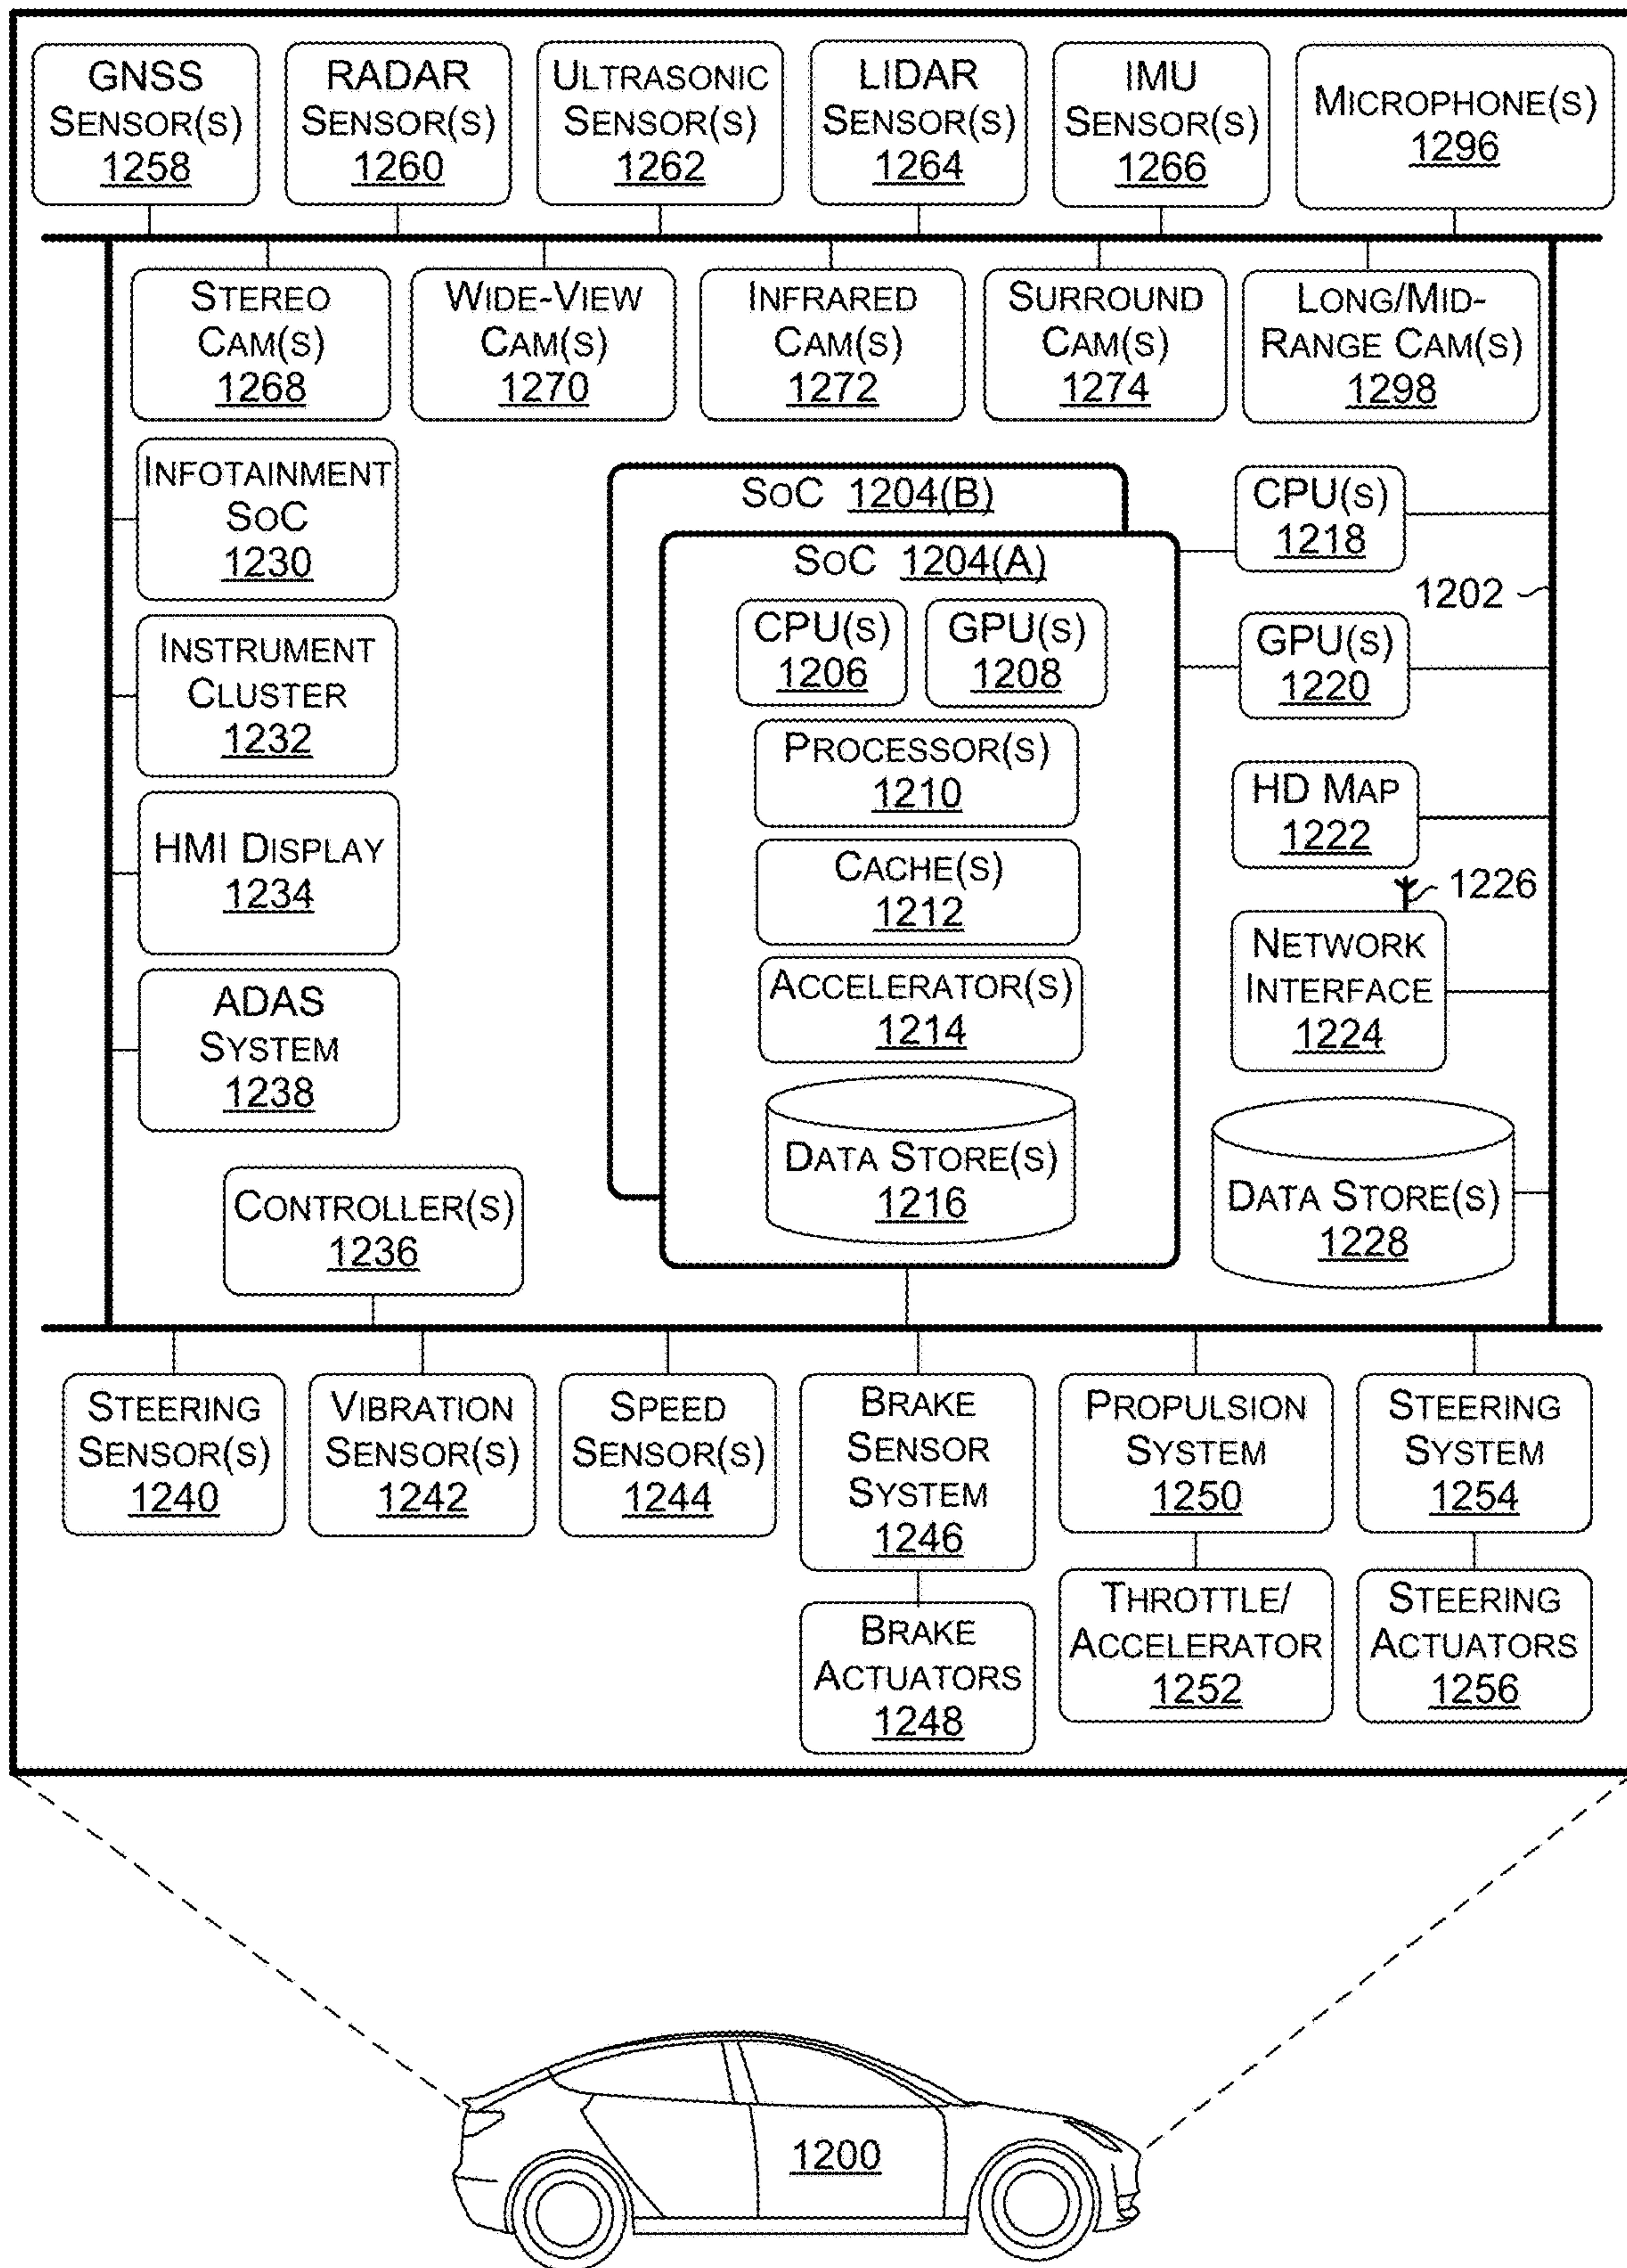 GNSS
SENSOR(S)
1258
RADAR
SENSOR(S)
1260
ULTRASONIC
SENSOR(S)
1262
LIDAR
SENSOR(S)
1264
IMU
SENSOR(S)
1266
MICROPHONE(S)
1296
STEREO
CAM(S)
1268
WIDE-VIEW
CAM(S)
1270
INFRARED
CAM(S)
1272
SURROUND
CAM(S)
1274
LONG/MID-
RANGE CAM(S)
1298
INFOTAINMENT
SOC
1230
INSTRUMENT
CLUSTER
1232
HMI DISPLAY
1234
ADAS
SYSTEM
1238
CONTROLLER(S)
1236
SOC 1204(B)
SOC 1204(A)
CPU(S)
1206
GPU(S)
1208
PROCESSOR(S)
1210
CACHE(S)
1212
ACCELERATOR(S)
1214
DATA STORE(S)
1216
CPU(S)
1218
1202
GPU(S)
1220
HD MAP
1222
1226
NETWORK
INTERFACE
1224
DATA STORE(S)
1228
STEERING
SENSOR(S)
1240
VIBRATION
SENSOR(S)
1242
SPEED
SENSOR(S)
1244
BRAKE
SENSOR
SYSTEM
1246
BRAKE
ACTUATORS
1248
PROPULSION
SYSTEM
1250
THROTTLE/
ACCELERATOR
1252
STEERING
SYSTEM
1254
STEERING
ACTUATORS
1256
1200